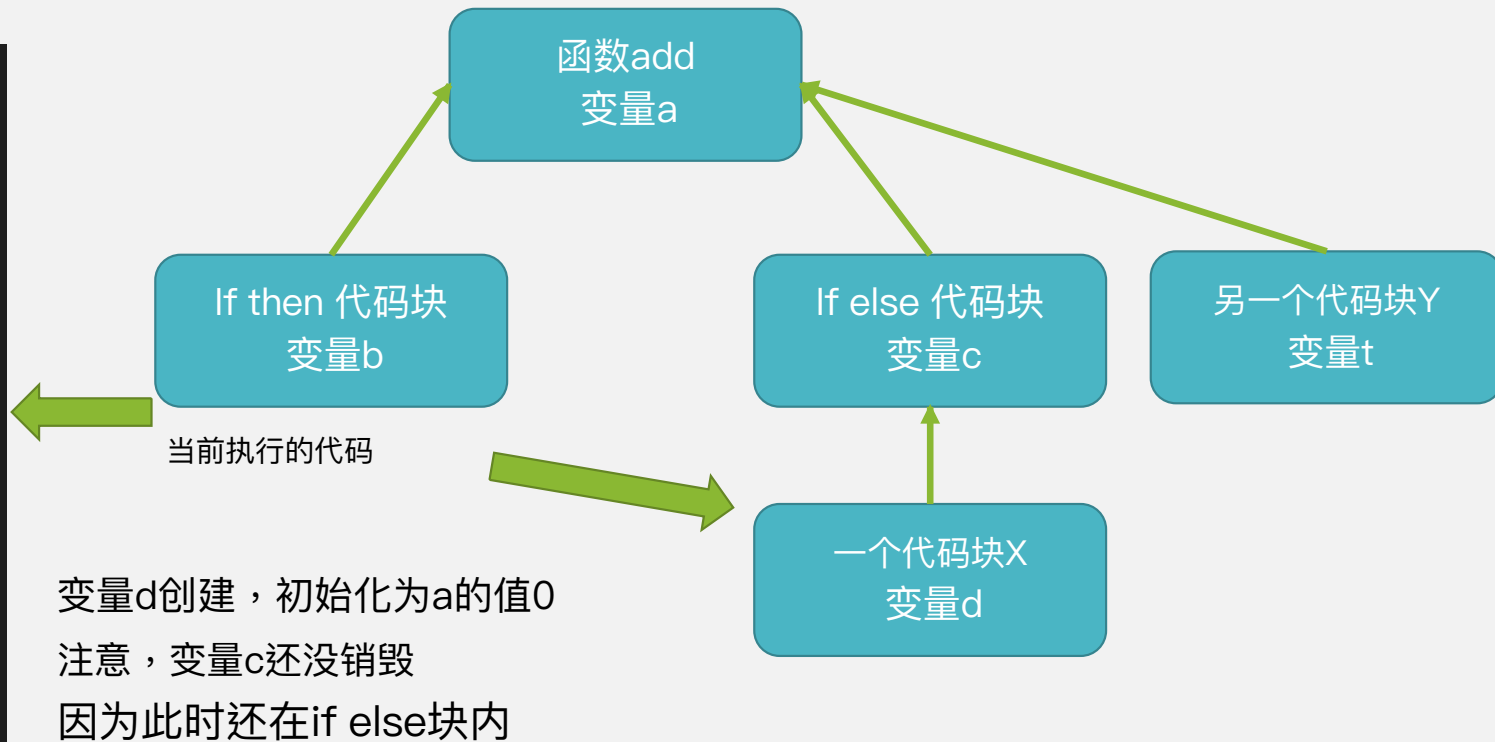 函数add
变量a
If then 代码块
变量b
If else 代码块
变量c
另一个代码块Y
变量t
当前执行的代码
一个代码块X
变量d
变量d创建，初始化为a的值0
注意，变量c还没销毁
因为此时还在if else块内